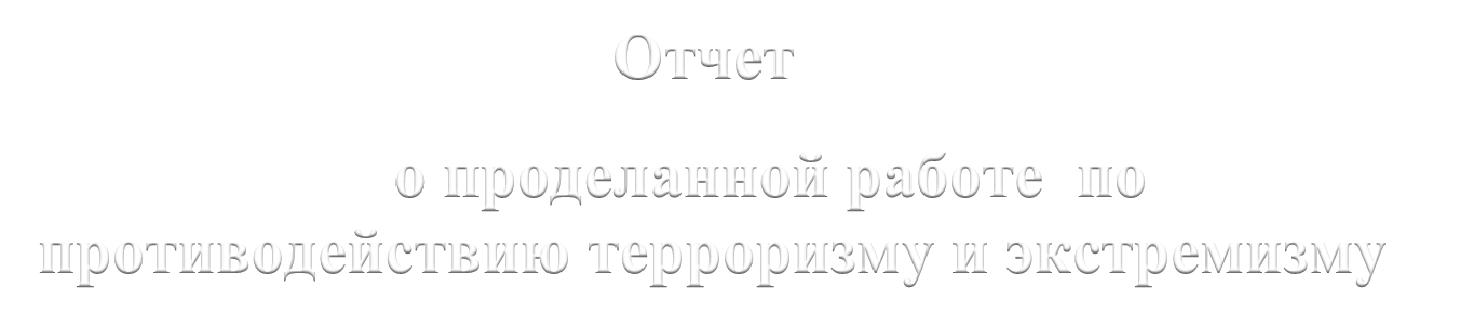 Отчет
о проделанной работе по
противодействию терроризму и экстремизму